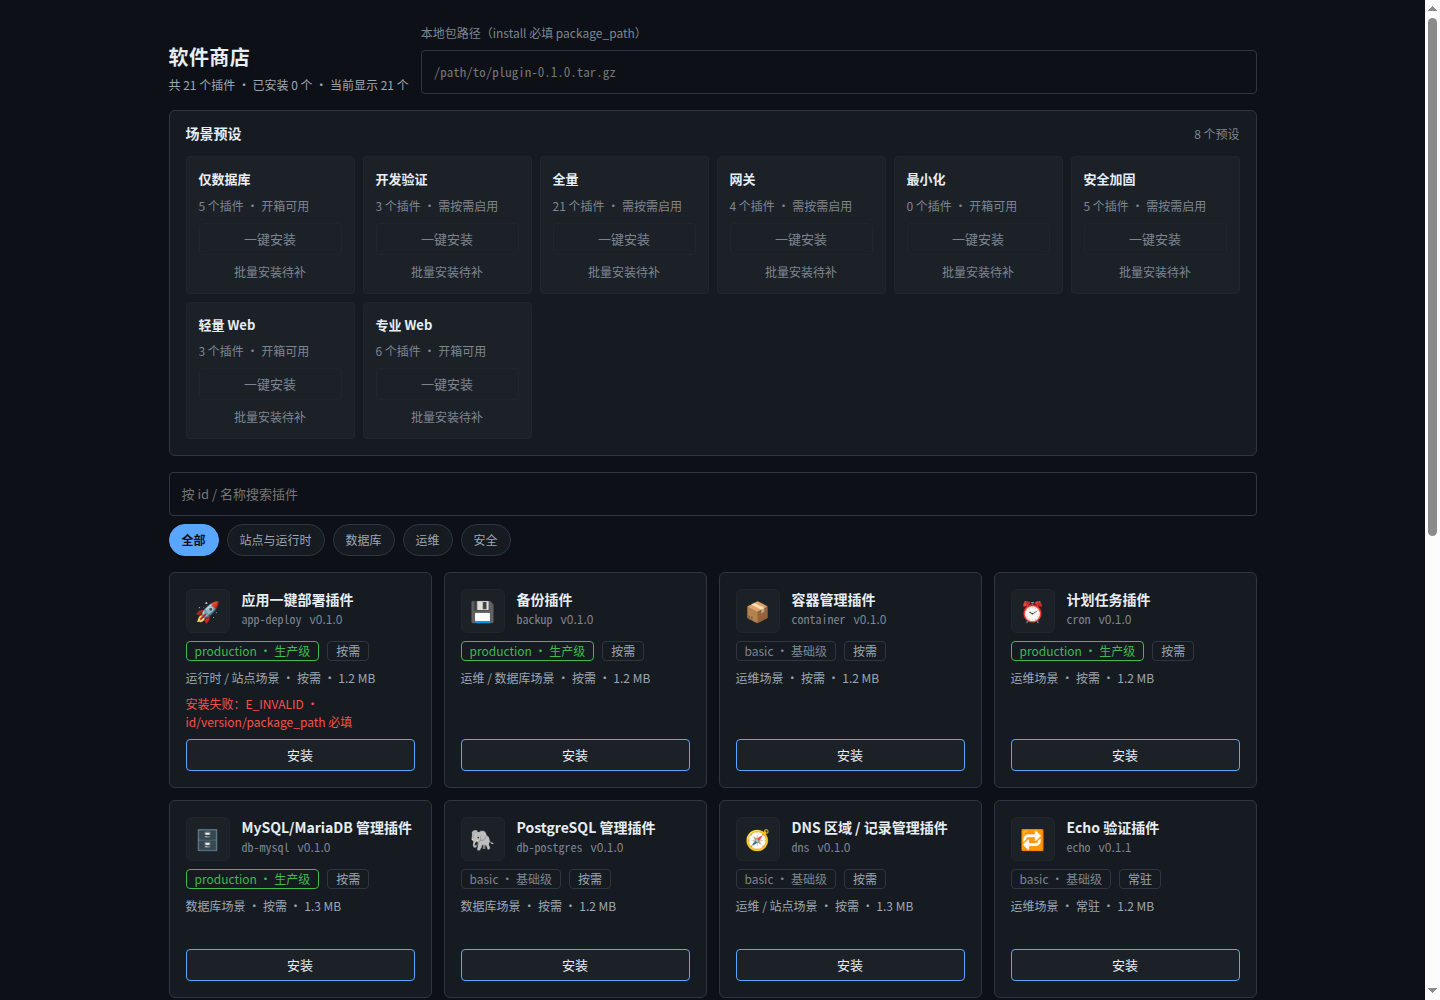 本地包路径（install 必填 package_path）
软件商店
共 21 个插件 · 已安装 0 个 · 当前显示 21 个
/path/to/plugin-0.1.0.tar.gz
场景预设
8 个预设
仅数据库
5 个插件 · 开箱可用
一键安装
批量安装待补
开发验证
3 个插件 · 需按需启用
一键安装
批量安装待补
全量
21 个插件 · 需按需启用
一键安装
批量安装待补
网关
4 个插件 · 需按需启用
一键安装
批量安装待补
最小化
0 个插件 · 开箱可用
一键安装
批量安装待补
安全加固
5 个插件 · 需按需启用
一键安装
批量安装待补
轻量 Web
3 个插件 · 开箱可用
一键安装
批量安装待补
专业 Web
6 个插件 · 开箱可用
一键安装
批量安装待补
按 id / 名称搜索插件
全部
站点与运行时
数据库
运维
安全
应用一键部署插件
app-deploy v0.1.0
production · 生产级
按需
运行时 / 站点场景 · 按需 · 1.2 MB
安装失败：E_INVALID ·
id/version/package_path 必填
安装
备份插件
backup v0.1.0
production · 生产级
按需
运维 / 数据库场景 · 按需 · 1.2 MB
安装
容器管理插件
container v0.1.0
basic · 基础级
按需
运维场景 · 按需 · 1.2 MB
安装
计划任务插件
cron v0.1.0
production · 生产级
按需
运维场景 · 按需 · 1.2 MB
安装
MySQL/MariaDB 管理插件
db-mysql v0.1.0
production · 生产级
按需
数据库场景 · 按需 · 1.3 MB
安装
PostgreSQL 管理插件
db-postgres v0.1.0
basic · 基础级
按需
数据库场景 · 按需 · 1.2 MB
安装
DNS 区域 / 记录管理插件
dns v0.1.0
basic · 基础级
按需
运维 / 站点场景 · 按需 · 1.3 MB
安装
Echo 验证插件
echo v0.1.1
basic · 基础级
常驻
运维场景 · 常驻 · 1.2 MB
安装